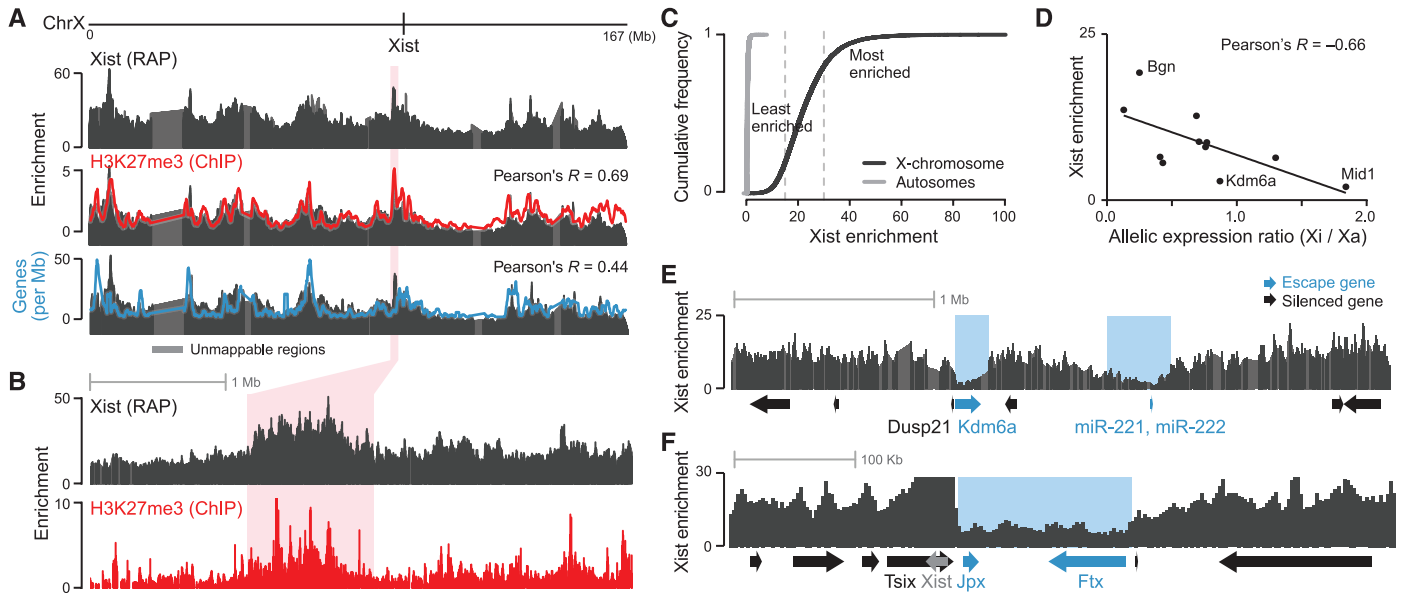 A
ChrX
0
167 (Mb)
Xist
Xist (RAP)
60
0
H3K27me3 (ChIP)
5
0
Pearson's R = 0.69
Enrichment
50
0
Pearson's R = 0.44
Genes
(per Mb)
Unmappable regions
B
1 Mb
Xist (RAP)
50
0
H3K27me3 (ChIP)
10
0
Enrichment
C
Cumulative frequency
1
0
Least
enriched
Most
enriched
X-chromosome
Autosomes
0 20 40 60 80 100
Xist enrichment
D
Xist enrichment
25
0
Pearson's R = –0.66
Bgn
Kdm6a
Mid1
0.0 1.0 2.0
Allelic expression ratio (Xi / Xa)
E
1 Mb
Escape gene
Silenced gene
Xist enrichment
25
0
Dusp21 Kdm6a miR-221, miR-222
F
100 Kb
Xist enrichment
30
0
Tsix Xist Jpx Ftx